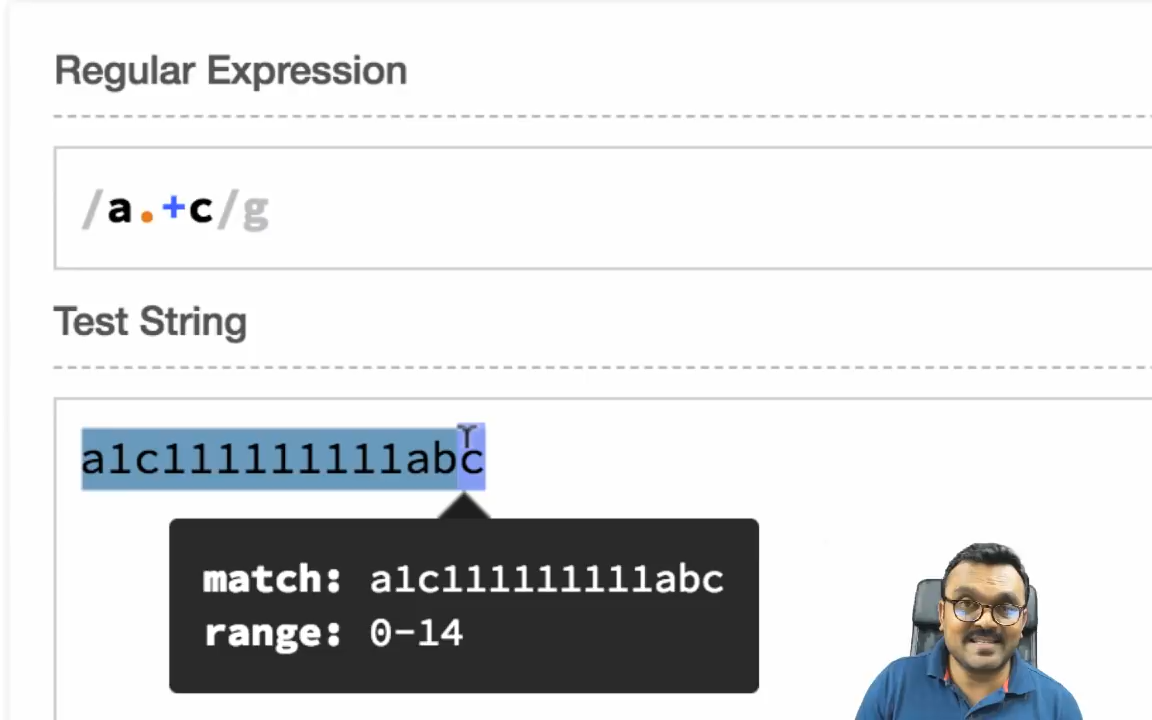 Regular Expression
/a.+c/g
Test String
a1c111111111abc
match: a1c111111111abc
range: 0-14